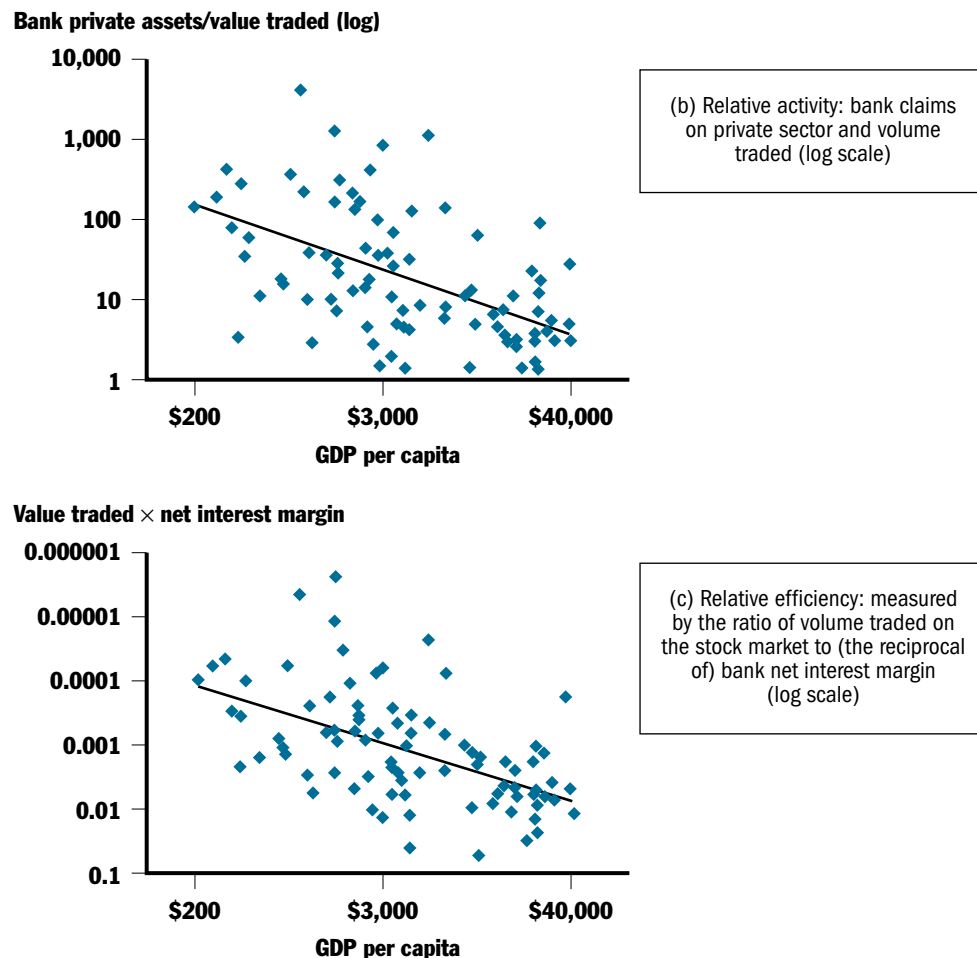 Bank private assets/value traded (log)
10,000
1,000
100
10
1
$200 $3,000 $40,000
GDP per capita
(b) Relative activity: bank claims
on private sector and volume
traded (log scale)
Value traded × net interest margin
0.000001
0.00001
0.0001
0.001
0.01
0.1
$200 $3,000 $40,000
GDP per capita
(c) Relative efficiency: measured
by the ratio of volume traded on
the stock market to (the reciprocal
of) bank net interest margin
(log scale)